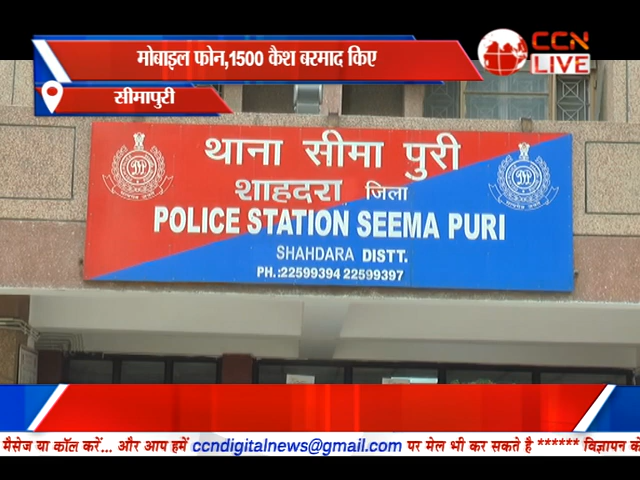 मोबाइल फोन,1500 कैश बरमाद किए
CCN
LIVE
सीमापुरी
थाना सीमा पुरी
शाहदरा जिला
POLICE STATION SEEMA PURI
SHAHDARA DISTT.
PH.:22599394 22599397
मैसेज या कॉल करें... और आप हमें ccndigitalnews@gmail.com पर मेल भी कर सकते है ****** विज्ञापन को